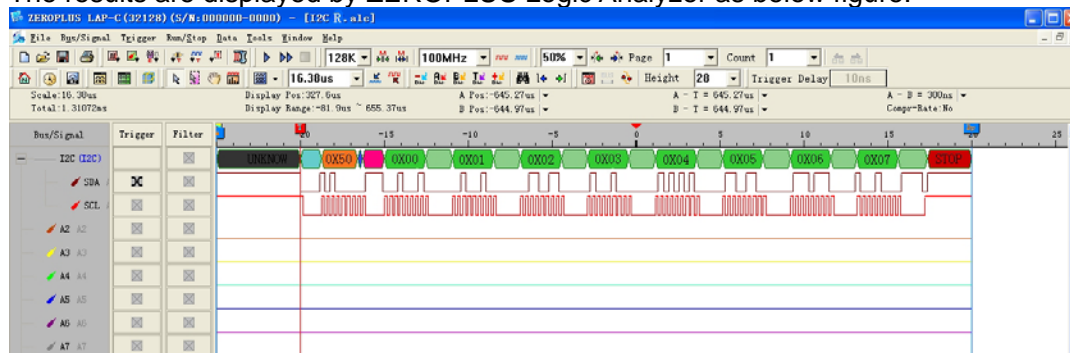 The results are displayed by ZEROPLUS Logic Analyzer as below figure.
ZEROPLUS LAP-C(32128) (S/N:000000-0000) - [I2C R.alc]
File Bus/Signal Trigger Run/Stop Data Tools Window Help
128K 100MHz 50% Page 1 Count 1
16.38us Height 28 Trigger Delay 10ns
Scale:16.38us Display Pos:327.6us A Pos:-645.27us A - T = 645.27us A - B = 300ns
Total:1.31072ms Display Range:-81.9us ~ 655.37us B Pos:-644.97us B - T = 644.97us Compr-Rate:No
Bus/Signal Trigger Filter -20 -15 -10 -5 0 5 10 15 20 25
I2C (I2C) UNKNOW 0X50 0X00 0X01 0X02 0X03 0X04 0X05 0X06 0X07 STOP
SDA
SCL
A2 A2
A3 A3
A4 A4
A5 A5
A6 A6
A7 A7